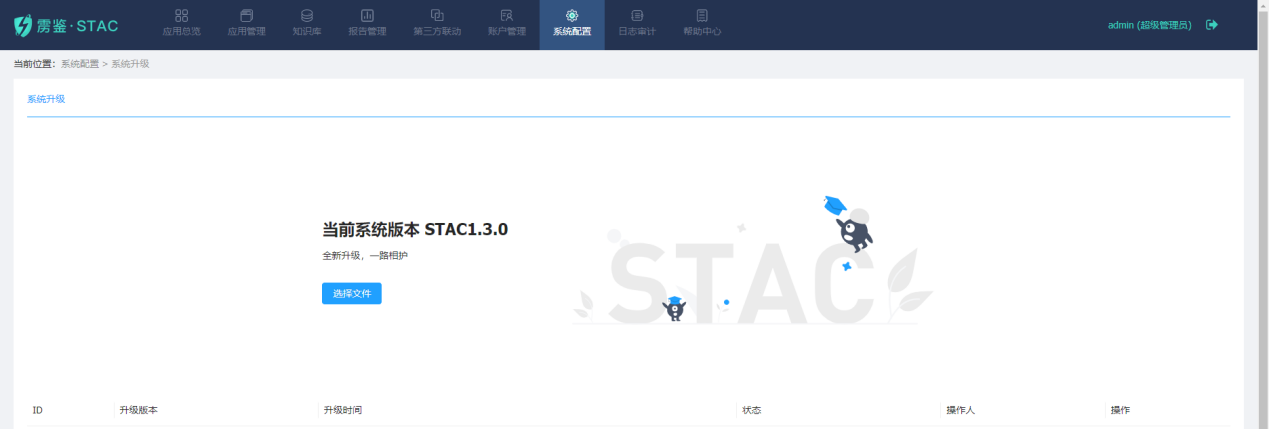 雳鉴·STAC
应用总览
应用管理
知识库
报告管理
第三方联动
账户管理
系统配置
日志审计
帮助中心
admin (超级管理员)
当前位置：系统配置 > 系统升级
系统升级
当前系统版本 STAC1.3.0
全新升级，一路相护
选择文件
STAC
ID 升级版本 升级时间 状态 操作人 操作